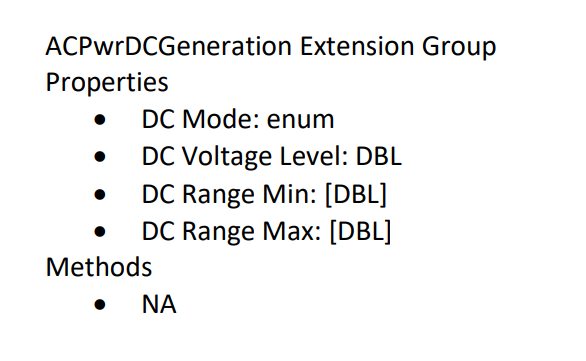 ACPwrDCGeneration Extension Group
Properties
• DC Mode: enum
• DC Voltage Level: DBL
• DC Range Min: [DBL]
• DC Range Max: [DBL]
Methods
• NA